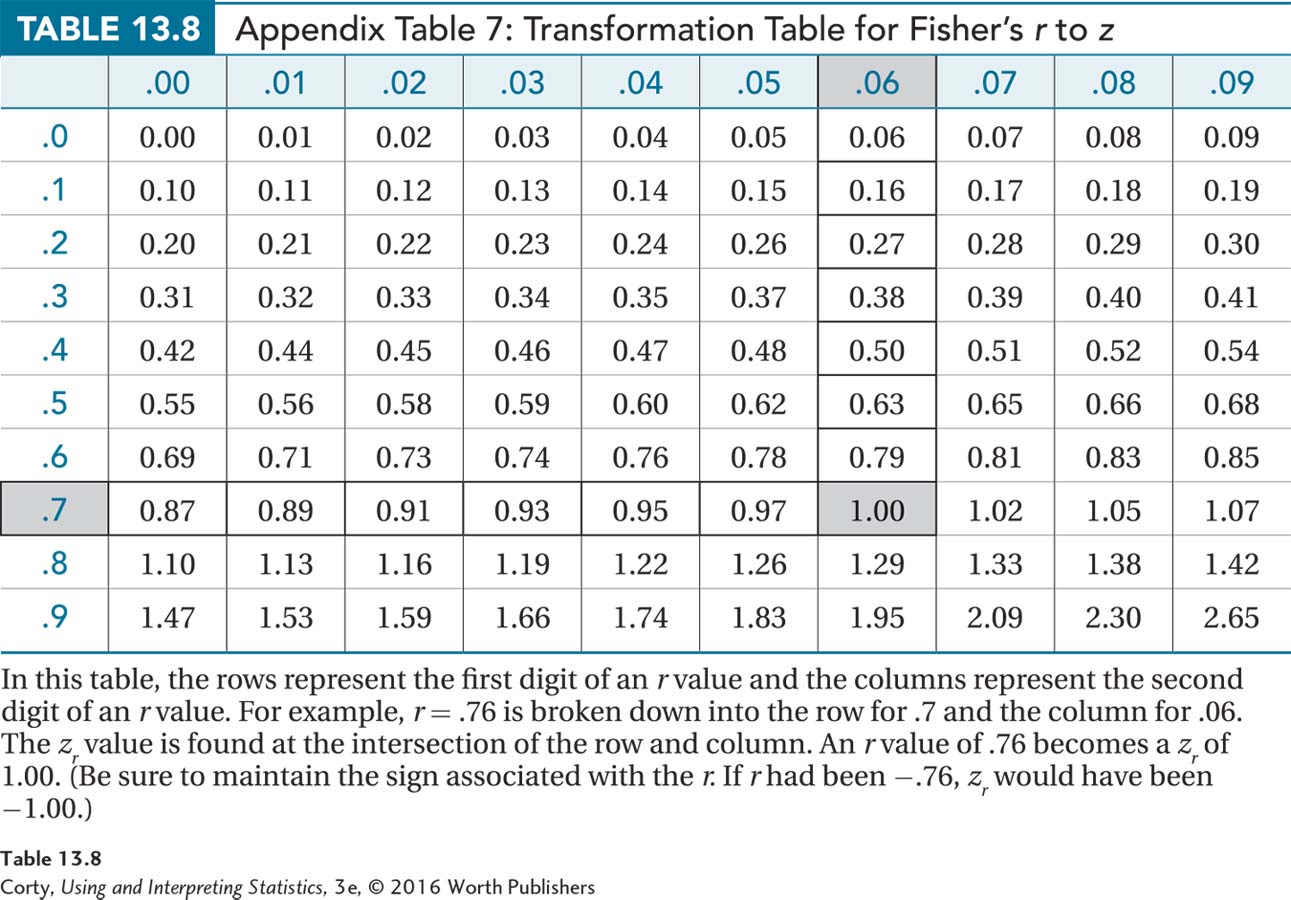 TABLE 13.8 Appendix Table 7: Transformation Table for Fisher's r to z
.00 .01 .02 .03 .04 .05 .06 .07 .08 .09
.0 0.00 0.01 0.02 0.03 0.04 0.05 0.06 0.07 0.08 0.09
.1 0.10 0.11 0.12 0.13 0.14 0.15 0.16 0.17 0.18 0.19
.2 0.20 0.21 0.22 0.23 0.24 0.26 0.27 0.28 0.29 0.30
.3 0.31 0.32 0.33 0.34 0.35 0.37 0.38 0.39 0.40 0.41
.4 0.42 0.44 0.45 0.46 0.47 0.48 0.50 0.51 0.52 0.54
.5 0.55 0.56 0.58 0.59 0.60 0.62 0.63 0.65 0.66 0.68
.6 0.69 0.71 0.73 0.74 0.76 0.78 0.79 0.81 0.83 0.85
.7 0.87 0.89 0.91 0.93 0.95 0.97 1.00 1.02 1.05 1.07
.8 1.10 1.13 1.16 1.19 1.22 1.26 1.29 1.33 1.38 1.42
.9 1.47 1.53 1.59 1.66 1.74 1.83 1.95 2.09 2.30 2.65
In this table, the rows represent the first digit of an r value and the columns represent the second
digit of an r value. For example, r = .76 is broken down into the row for .7 and the column for .06.
The zr value is found at the intersection of the row and column. An r value of .76 becomes a zr of
1.00. (Be sure to maintain the sign associated with the r. If r had been −.76, zr would have been
−1.00.)
Table 13.8
Corty, Using and Interpreting Statistics, 3e, © 2016 Worth Publishers